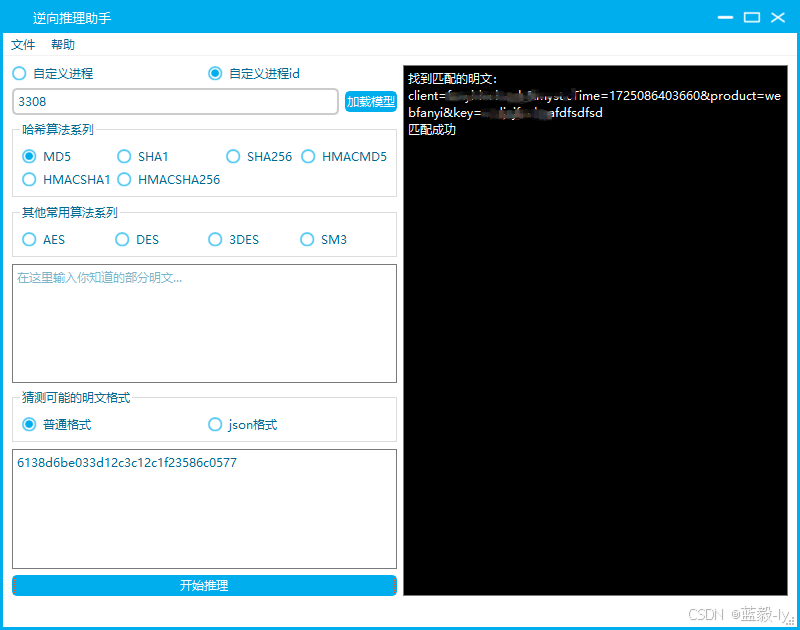 逆向推理助手
文件 帮助
自定义进程 自定义进程id
3308 加载模型
哈希算法系列
MD5 SHA1 SHA256 HMACMD5
HMACSHA1 HMACSHA256
其他常用算法系列
AES DES 3DES SM3
在这里输入你知道的部分明文...
猜测可能的明文格式
普通格式 json格式
6138d6be033d12c3c12c1f23586c0577
开始推理
找到匹配的明文:
client= Time=1725086403660&product=we
bfanyi&key= afdfsdfsd
匹配成功
CSDN @蓝毅-ly